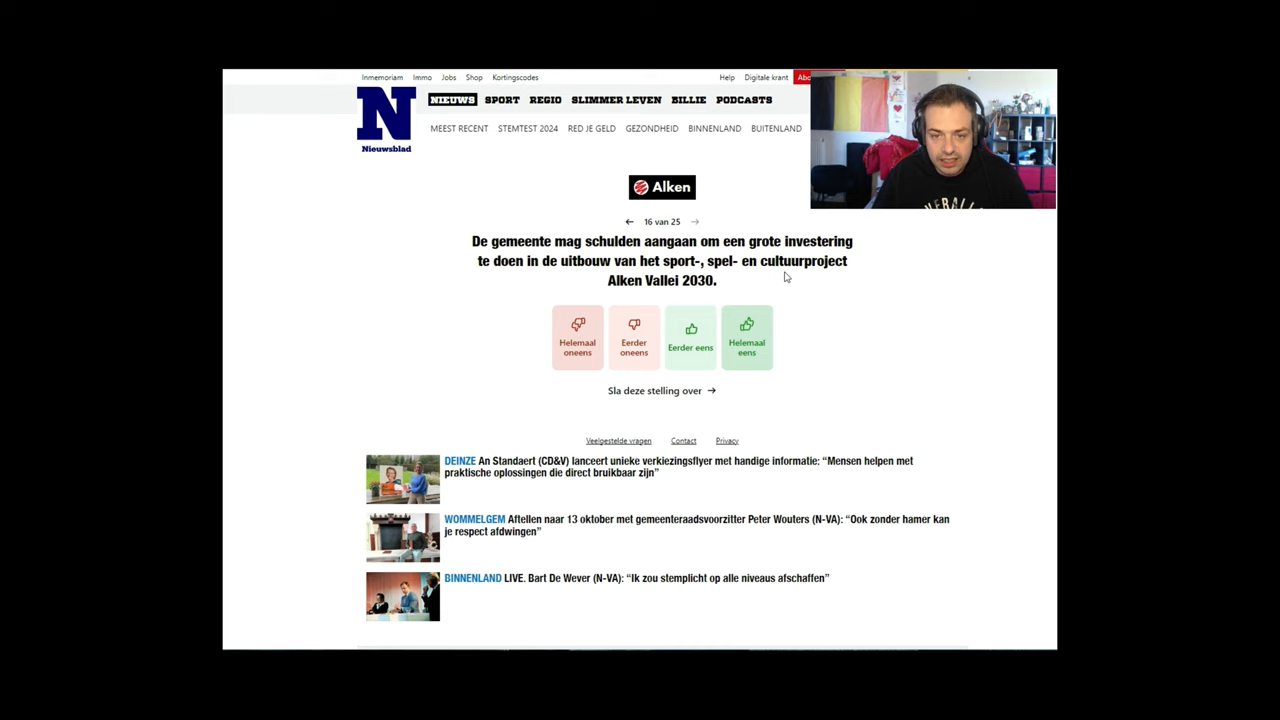 Inmemoriam Immo Jobs Shop Kortingscodes Help Digitale krant Abo
NIEUWS SPORT REGIO SLIMMER LEVEN BILLIE PODCASTS
N
Nieuwsblad
MEEST RECENT STEMTEST 2024 RED JE GELD GEZONDHEID BINNENLAND BUITENLAND
Alken
← 16 van 25 →
De gemeente mag schulden aangaan om een grote investering
te doen in de uitbouw van het sport-, spel- en cultuurproject
Alken Vallei 2030.
Helemaal oneens
Eerder oneens
Eerder eens
Helemaal eens
Sla deze stelling over →
Veelgestelde vragen Contact Privacy
DEINZE An Standaert (CD&V) lanceert unieke verkiezingsflyer met handige informatie: “Mensen helpen met
praktische oplossingen die direct bruikbaar zijn”
WOMMELGEM Aftellen naar 13 oktober met gemeenteraadsvoorzitter Peter Wouters (N-VA): “Ook zonder hamer kan
je respect afdwingen”
BINNENLAND LIVE. Bart De Wever (N-VA): “Ik zou stemplicht op alle niveaus afschaffen”